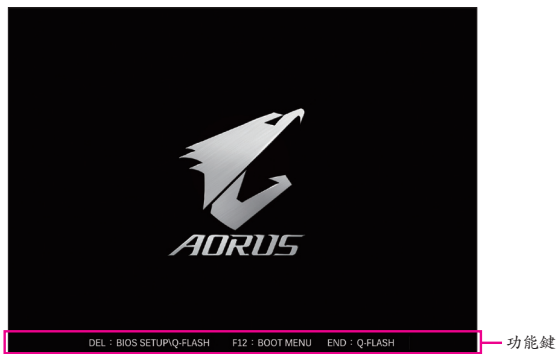 AORUS
DEL：BIOS SETUP\Q-FLASH F12：BOOT MENU END：Q-FLASH
功能鍵